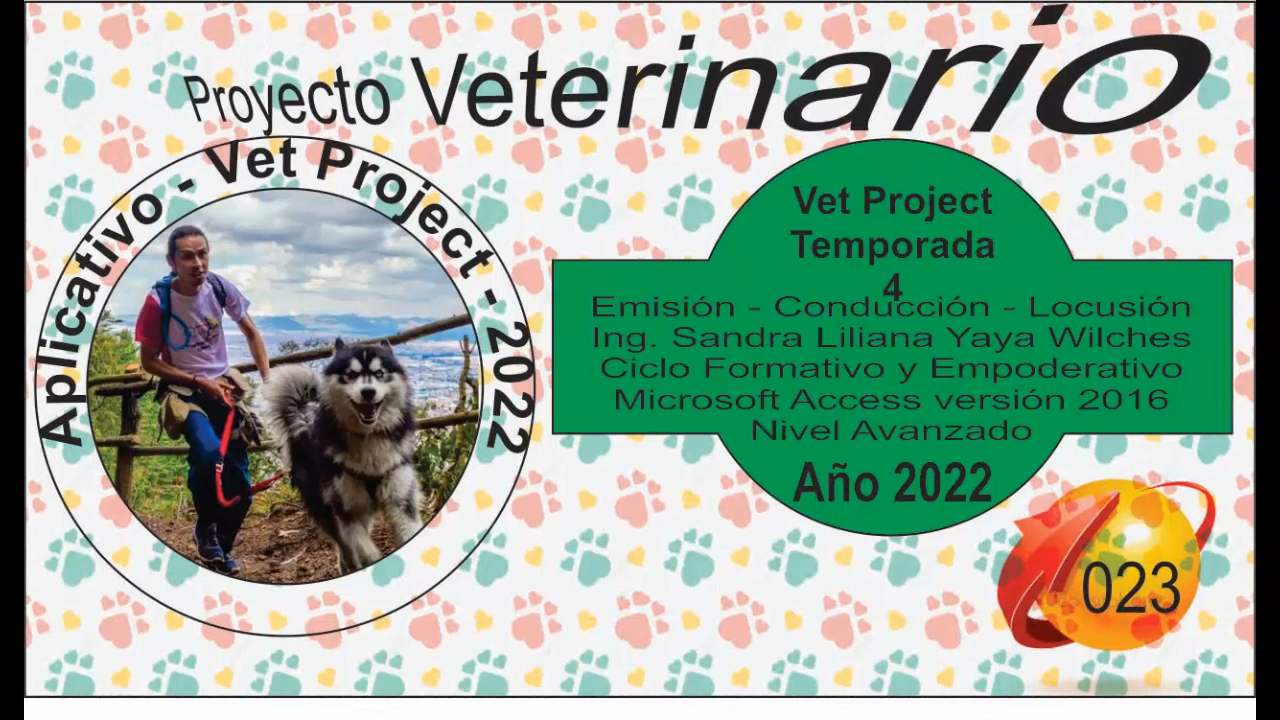 Proyecto Veterinario
Aplicativo - Vet Project - 2022
Vet Project
Temporada
4
Emisión - Conducción - Locusión
Ing. Sandra Liliana Yaya Wilches
Ciclo Formativo y Empoderativo
Microsoft Access versión 2016
Nivel Avanzado
Año 2022
023